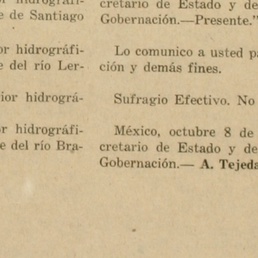 or hidrográfi-
e de Santiago
or hidrográfi-
e del río Ler-
ior hidrográ-
or hidrográfi-
e del río Bra-
cretario de Estado y de
Gobernación.—Presente."
Lo comunico a usted pa
ción y demás fines.
Sufragio Efectivo. No
México, octubre 8 de
cretario de Estado y de
Gobernación.— A. Tejeda